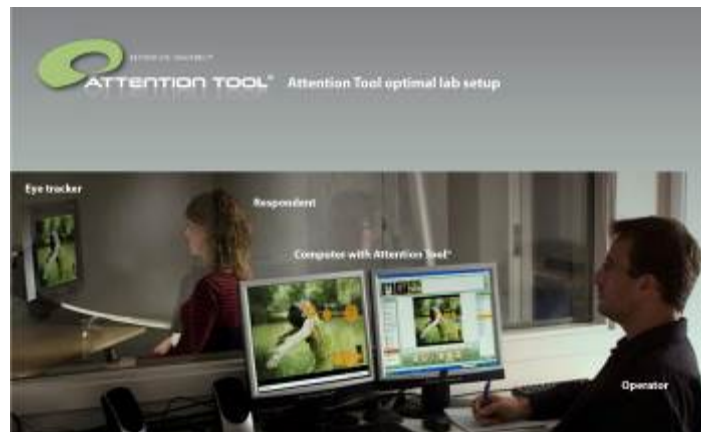 ATTENTION TOOL®
Attention Tool optimal lab setup
Eye tracker
Respondent
Computer with Attention Tool®
Operator